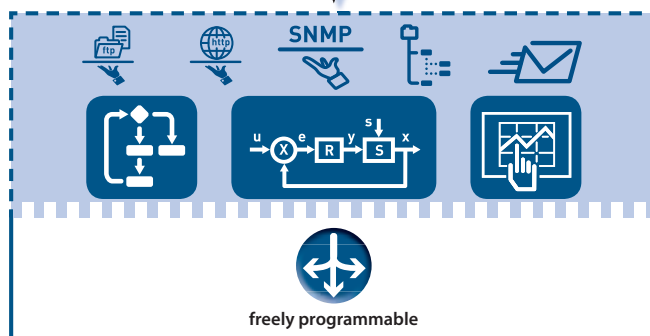 ftp
http
SNMP
s
u e y x
X R S
freely programmable